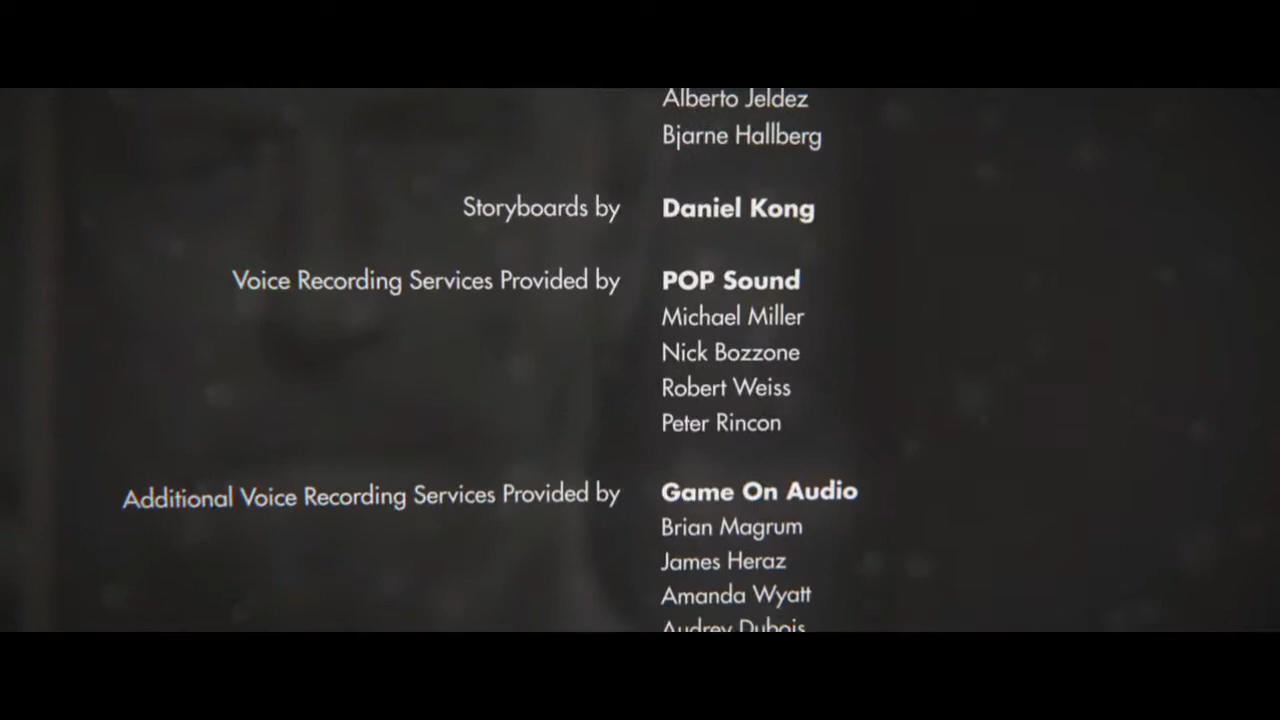 Alberto Jeldez
Bjarne Hallberg
Storyboards by Daniel Kong
Voice Recording Services Provided by POP Sound
Michael Miller
Nick Bozzone
Robert Weiss
Peter Rincon
Additional Voice Recording Services Provided by Game On Audio
Brian Magrum
James Heraz
Amanda Wyatt
Audrey Dubois